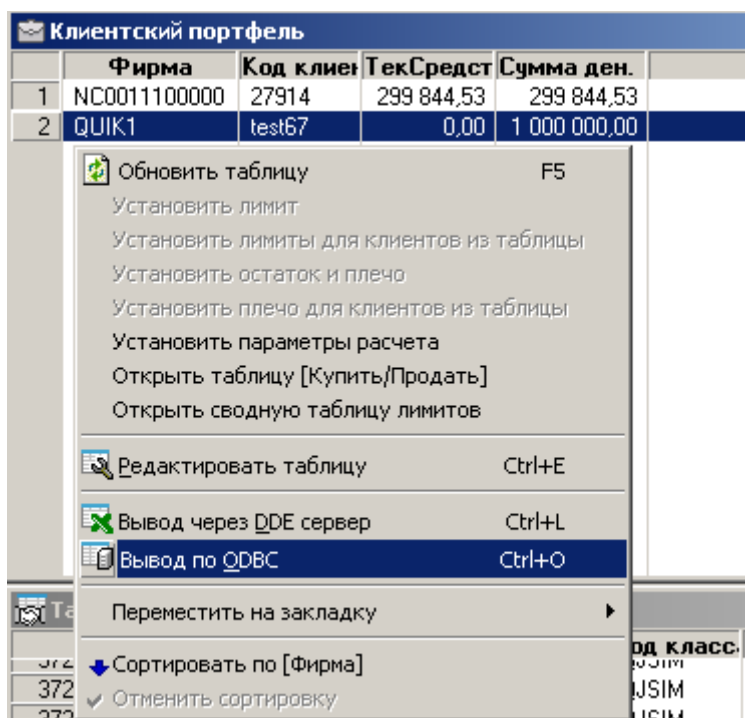 Клиентский портфель
Фирма Код клиен ТекСредст Сумма ден.
1 NC0011100000 27914 299 844,53 299 844,53
2 QUIK1 test67 0,00 1 000 000,00
Обновить таблицу F5
Установить лимит
Установить лимиты для клиентов из таблицы
Установить остаток и плечо
Установить плечо для клиентов из таблицы
Установить параметры расчета
Открыть таблицу [Купить/Продать]
Открыть сводную таблицу лимитов
Редактировать таблицу Ctrl+E
Вывод через DDE сервер Ctrl+L
Вывод по ODBC Ctrl+O
Переместить на закладку
од класс
Сортировать по [Фирма]
372 JSIM
Отменить сортировку